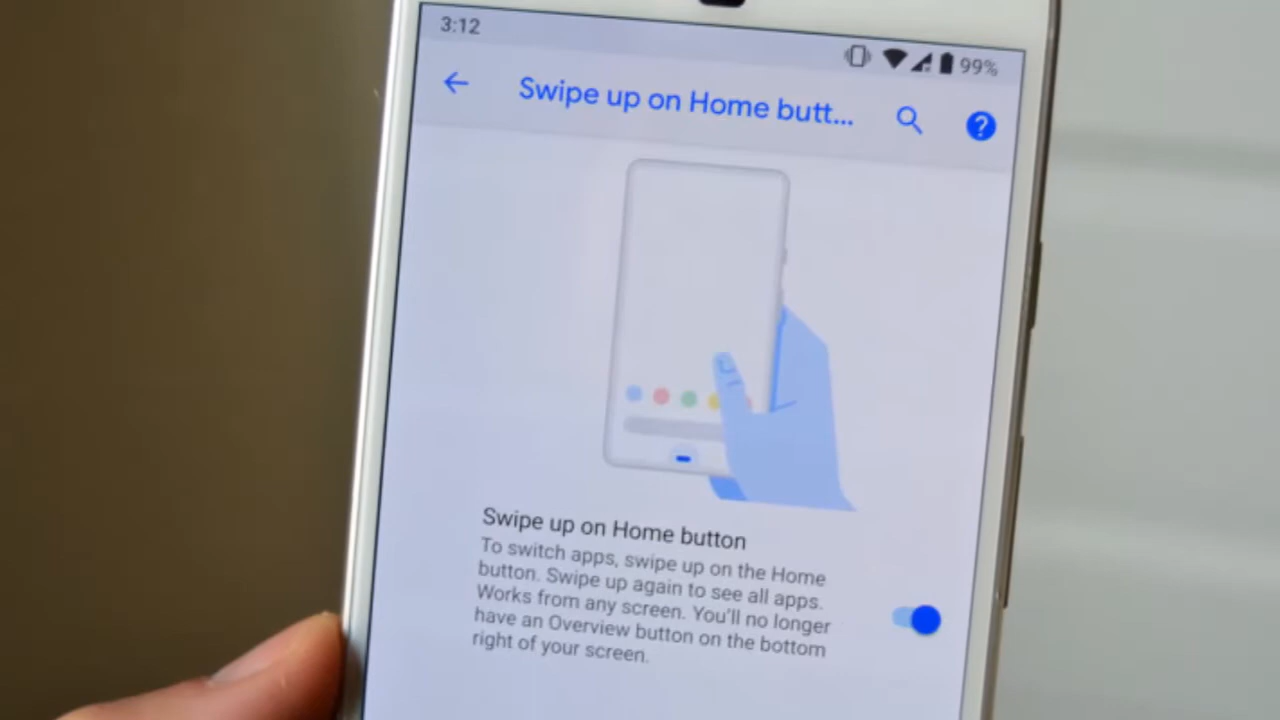 3:12
99%
Swipe up on Home butt...
?
Swipe up on Home button
To switch apps, swipe up on the Home
button. Swipe up again to see all apps.
Works from any screen. You'll no longer
have an Overview button on the bottom
right of your screen.